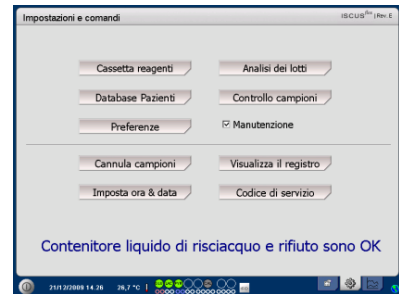 Impostazioni e comandi
ISCUS Flex | Rev. E
Cassetta reagenti
Analisi dei lotti
Database Pazienti
Controllo campioni
Preferenze
Manutenzione
Cannula campioni
Visualizza il registro
Imposta ora & data
Codice di servizio
Contenitore liquido di risciacquo e rifiuto sono OK
21/12/2009 14.26 26,7 °C